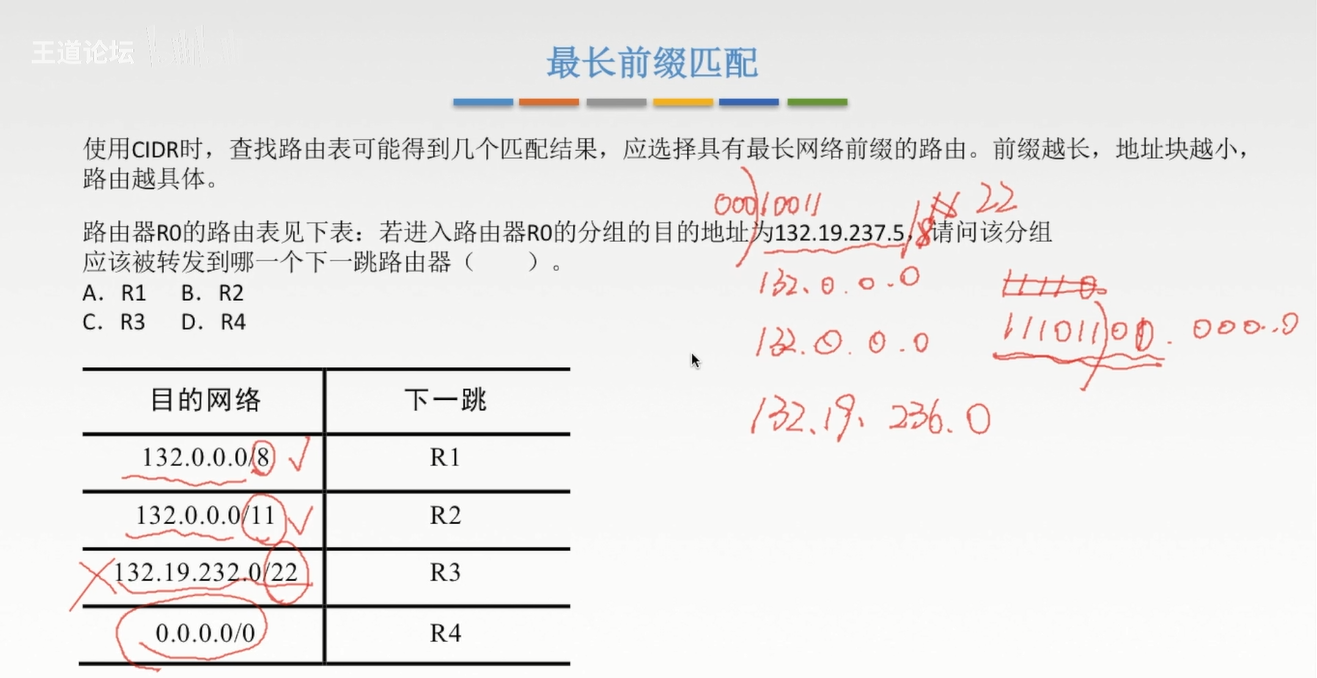 王道论坛
最长前缀匹配
使用CIDR时，查找路由表可能得到几个匹配结果，应选择具有最长网络前缀的路由。前缀越长，地址块越小，
路由越具体。
00010011
22
路由器R0的路由表见下表：若进入路由器R0的分组的目的地址为132.19.237.5，请问该分组
应该被转发到哪一个下一跳路由器（ ）。
132.0.0.0
A. R1 B. R2
C. R3 D. R4
11101100.000..0
132.0.0.0
132.19.236.0
目的网络 下一跳
132.0.0.0/8 R1
132.0.0.0/11 R2
132.19.232.0/22 R3
0.0.0.0/0 R4